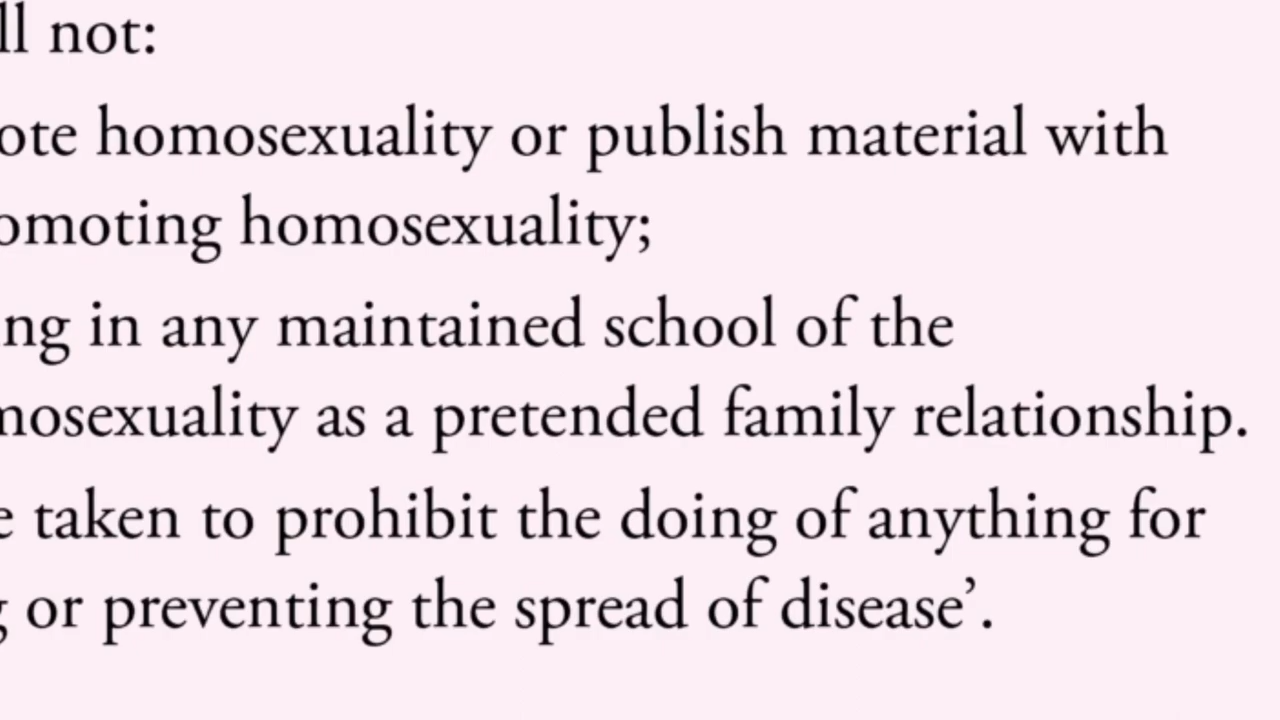 ll not:
ote homosexuality or publish material with
omoting homosexuality;
ng in any maintained school of the
mosexuality as a pretended family relationship.
e taken to prohibit the doing of anything for
g or preventing the spread of disease’.